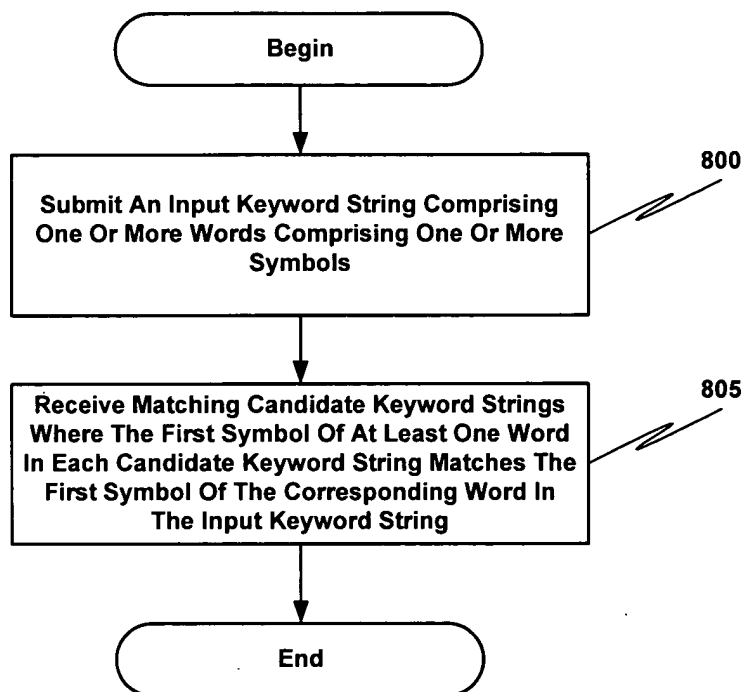 Begin
800
Submit An Input Keyword String Comprising
One Or More Words Comprising One Or More
Symbols
805
Receive Matching Candidate Keyword Strings
Where The First Symbol Of At Least One Word
In Each Candidate Keyword String Matches The
First Symbol Of The Corresponding Word In
The Input Keyword String
End